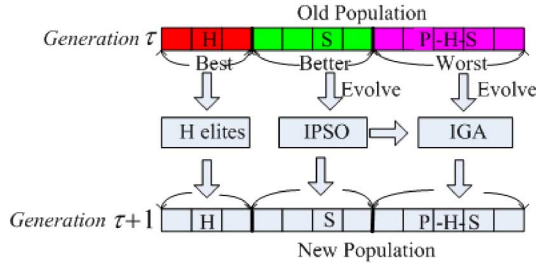 Old Population
Generation τ H S P-H-S
Best Better Worst
Evolve Evolve
H elites IPSO IGA
Generation τ+1 H S P-H-S
New Population